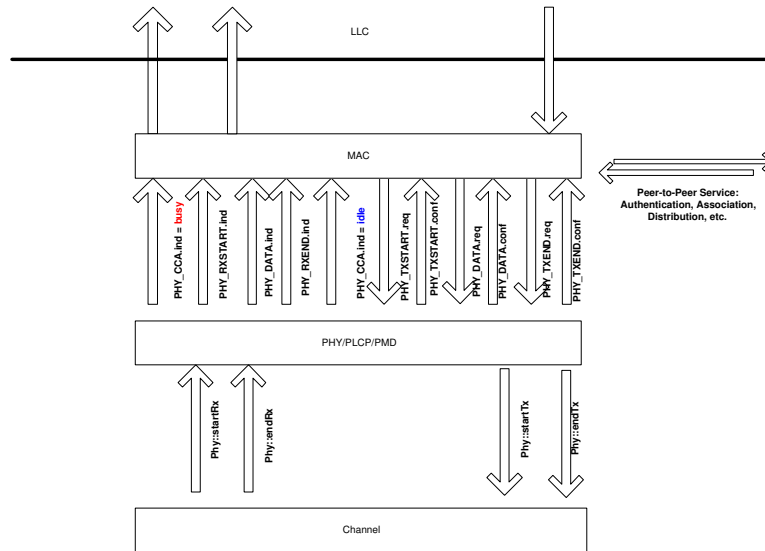 LLC
MAC
Peer-to-Peer Service:
Authentication, Association,
Distribution, etc.
PHY_CCA.ind = busy
PHY_RXSTART.ind
PHY_DATA.ind
PHY_RXEND.ind
PHY_CCA.ind = idle
PHY_TXSTART.req
PHY_TXSTART.conf
PHY_DATA.req
PHY_DATA.conf
PHY_TXEND.req
PHY_TXEND.conf
PHY/PLCP/PMD
Phy::startRx
Phy::endRx
Phy::startTx
Phy::endTx
Channel